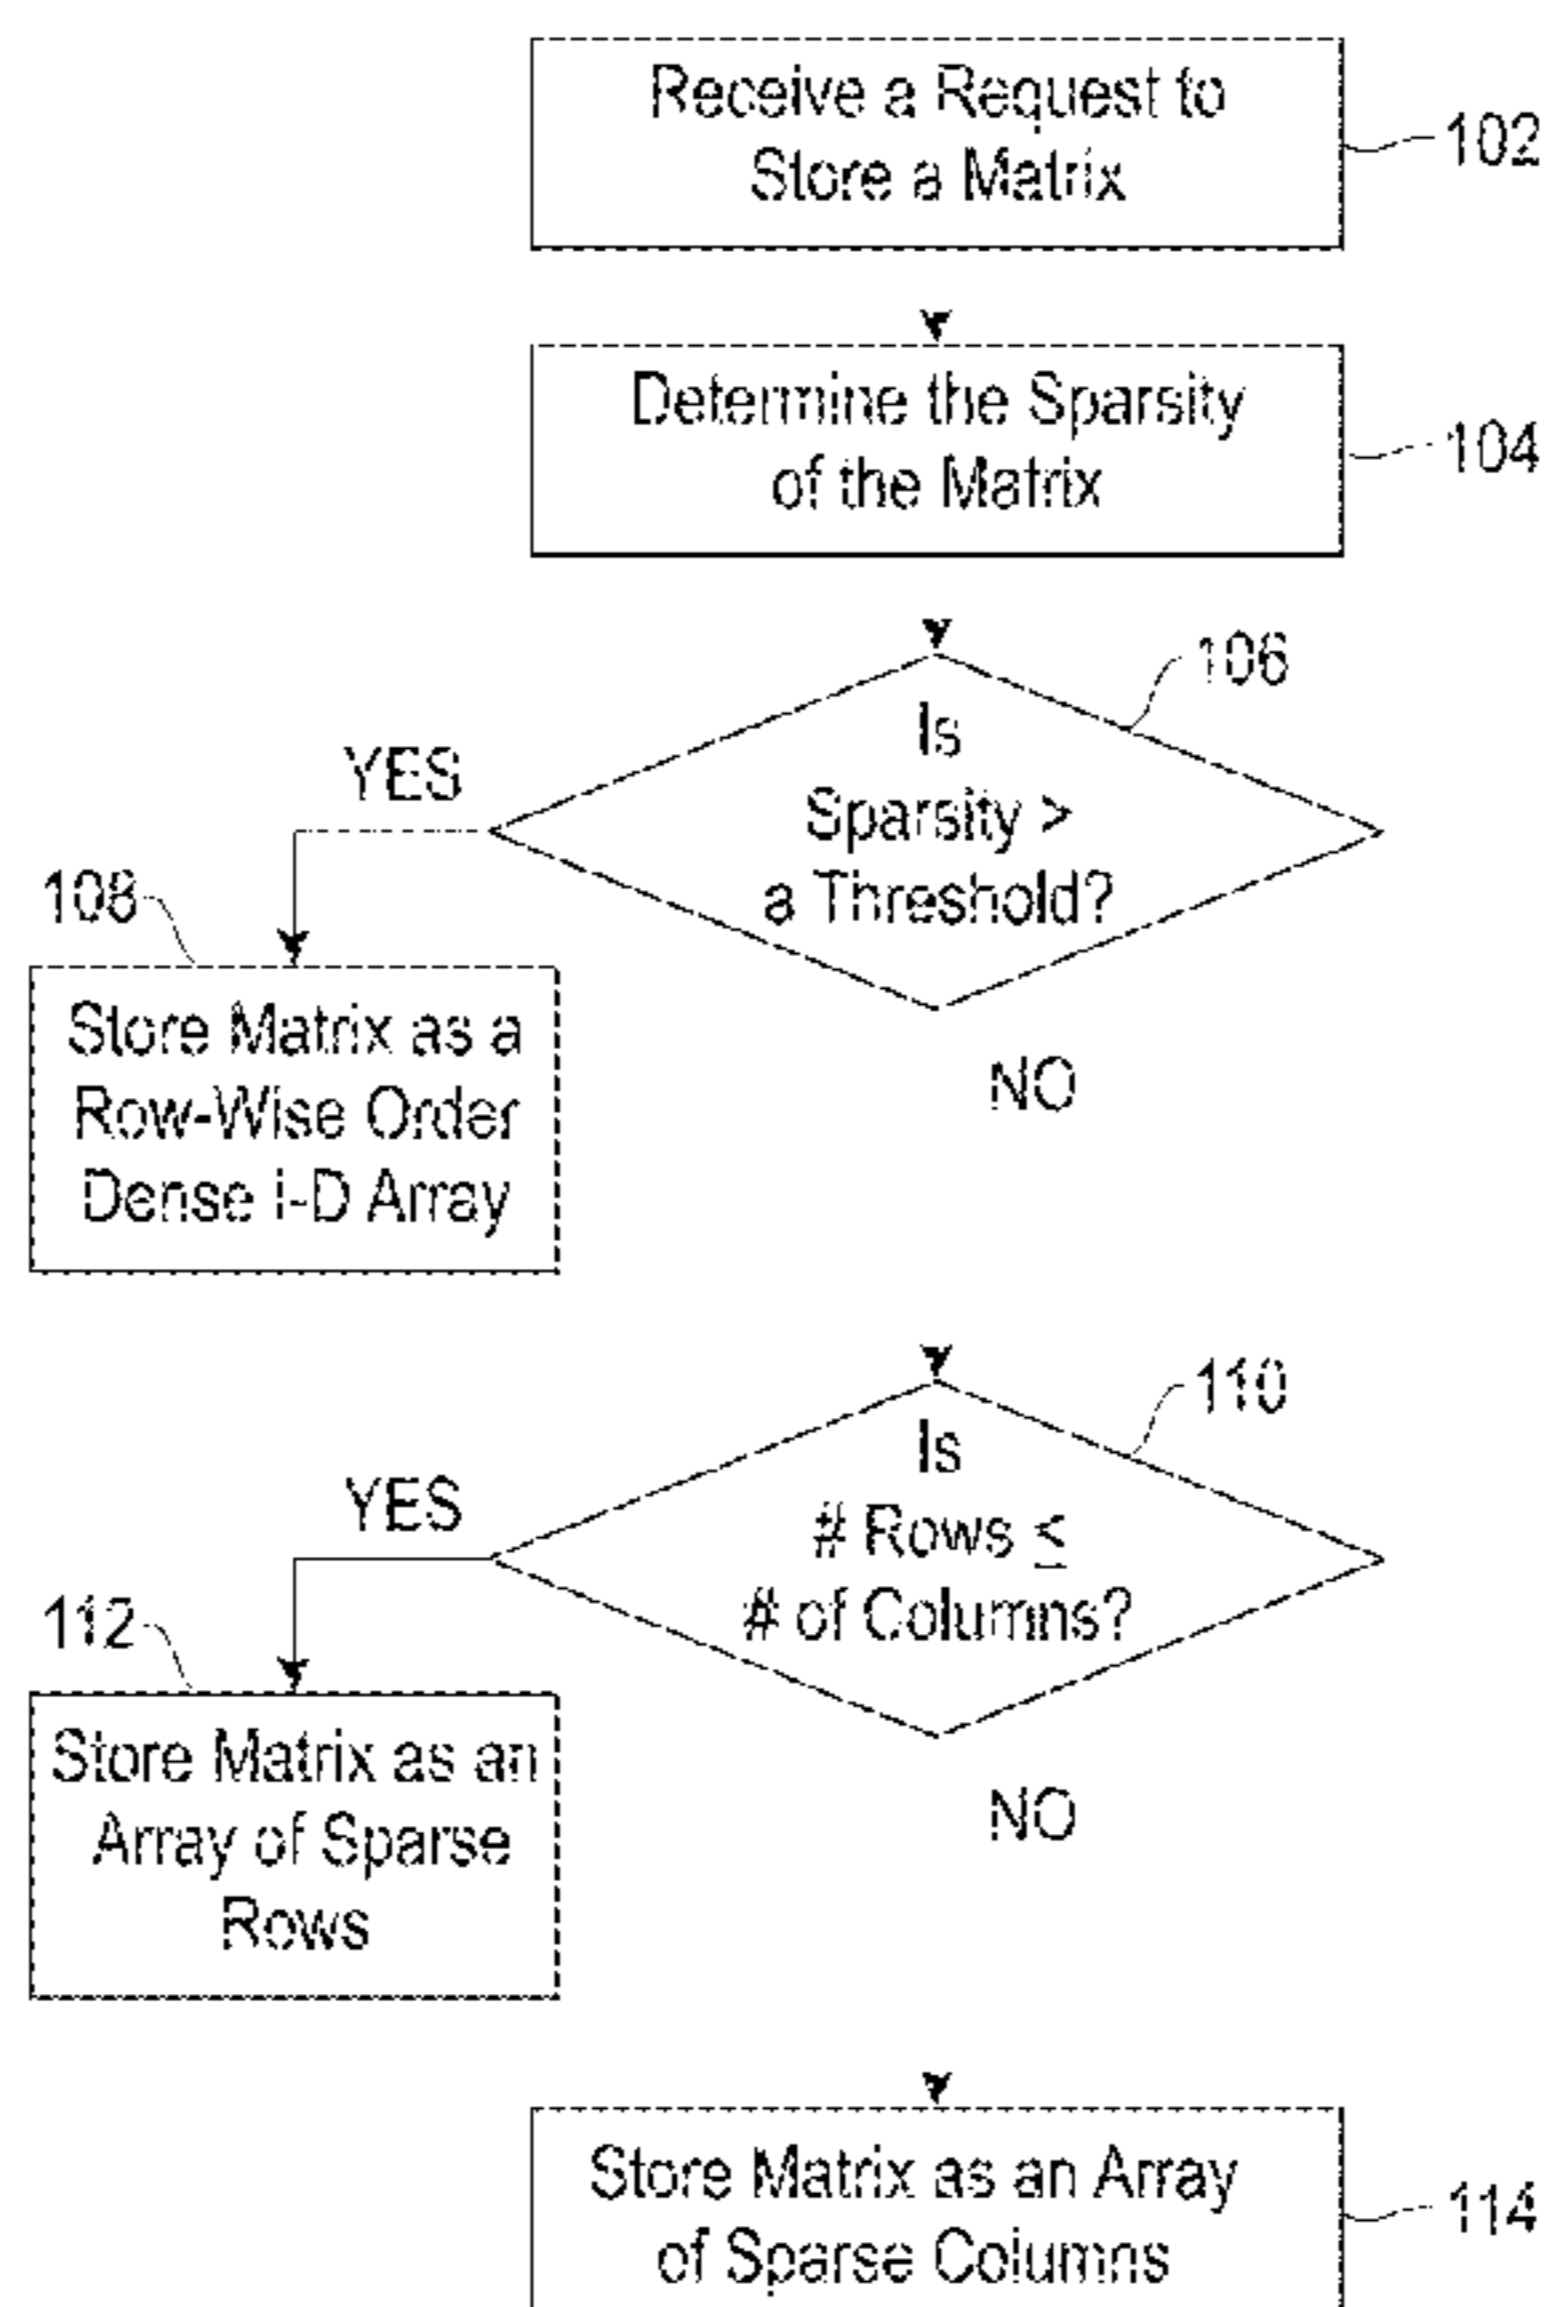 Receive a Request to
Store a Matrix
102
Determine the Sparsity
of the Matrix
104
106
Is
Sparsity >
a Threshold?
YES
108
NO
Store Matrix as a
Row-Wise Order
Dense 1-D Array
110
Is
# Rows ≤
# of Columns?
YES
112
NO
Store Matrix as an
Array of Sparse
Rows
Store Matrix as an Array
of Sparse Columns
114